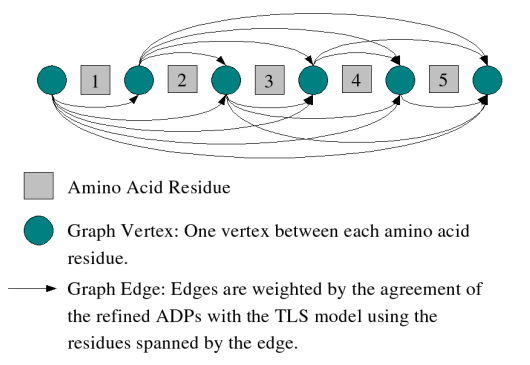 1 2 3 4 5
Amino Acid Residue
Graph Vertex: One vertex between each amino acid
residue.
Graph Edge: Edges are weighted by the agreement of
the refined ADPs with the TLS model using the
residues spanned by the edge.